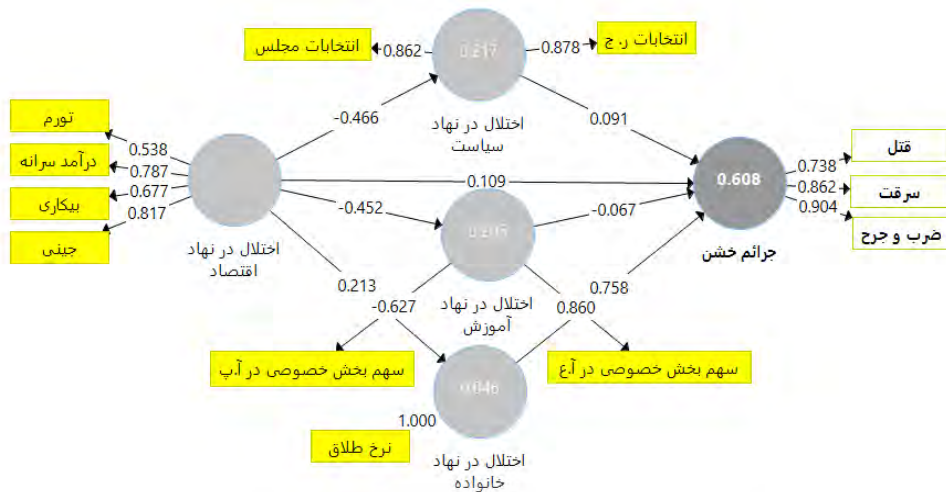 انتخابات مجلس
0.862
0.217
0.878
انتخابات ر. ج
اختلال در نهاد
سیاست
-0.466
0.091
تورم
درآمد سرانه
بیکاری
جینی
0.538
0.787
0.677
0.817
اختلال در نهاد
اقتصاد
0.109
-0.452
-0.067
0.608
جرائم خشن
0.738
0.862
0.904
قتل
سرقت
ضرب و جرح
اختلال در نهاد
آموزش
0.213
-0.627
0.860
0.758
سهم بخش خصوصی در آ.پ
سهم بخش خصوصی در آ.ع
0.046
1.000
نرخ طلاق
اختلال در نهاد
خانواده